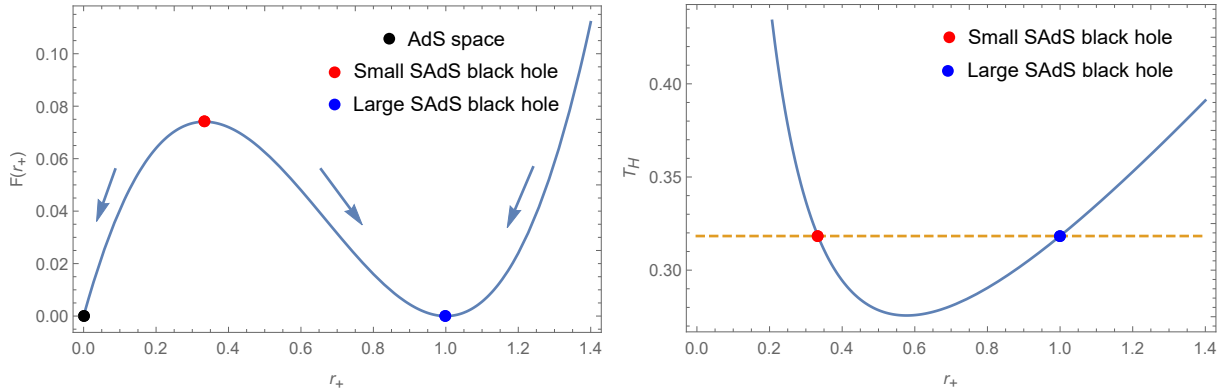 AdS space
Small SAdS black hole
Large SAdS black hole
F(r₊)
0.10
0.08
0.06
0.04
0.02
0.00
0.0 0.2 0.4 0.6 0.8 1.0 1.2 1.4
r₊
Small SAdS black hole
Large SAdS black hole
T_H
0.40
0.35
0.30
0.0 0.2 0.4 0.6 0.8 1.0 1.2 1.4
r₊